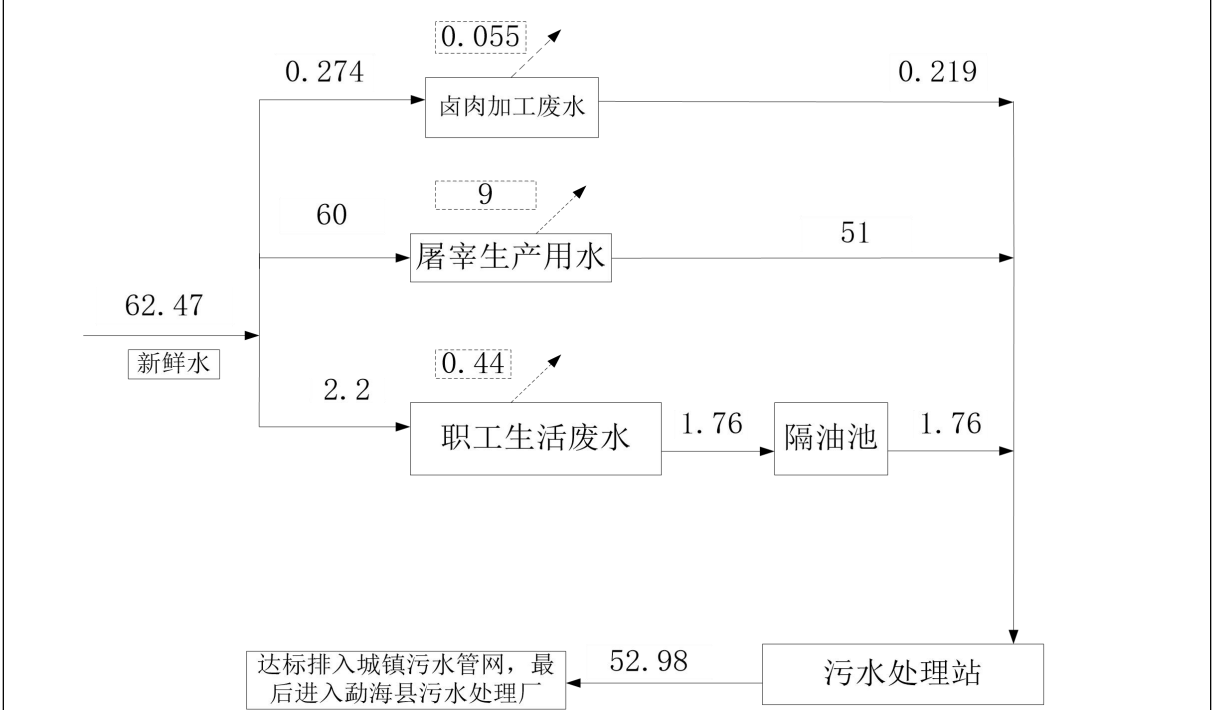 0.055
0.274
0.219
卤肉加工废水
9
60
51
屠宰生产用水
62.47
新鲜水
0.44
2.2
职工生活废水
1.76
隔油池
1.76
达标排入城镇污水管网，最
后进入勐海县污水处理厂
52.98
污水处理站